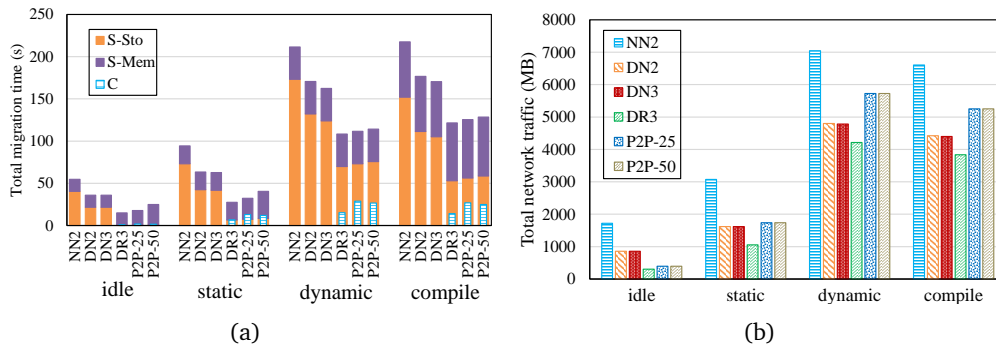 Total migration time (s)
250
200
150
100
50
0
S-Sto
S-Mem
C
NN2
DN2
DN3
DR3
P2P-25
P2P-50
NN2
DN2
DN3
DR3
P2P-25
P2P-50
NN2
DN2
DN3
DR3
P2P-25
P2P-50
NN2
DN2
DN3
DR3
P2P-25
P2P-50
idle static dynamic compile
(a)
Total network traffic (MB)
8000
7000
6000
5000
4000
3000
2000
1000
0
NN2
DN2
DN3
DR3
P2P-25
P2P-50
idle static dynamic compile
(b)